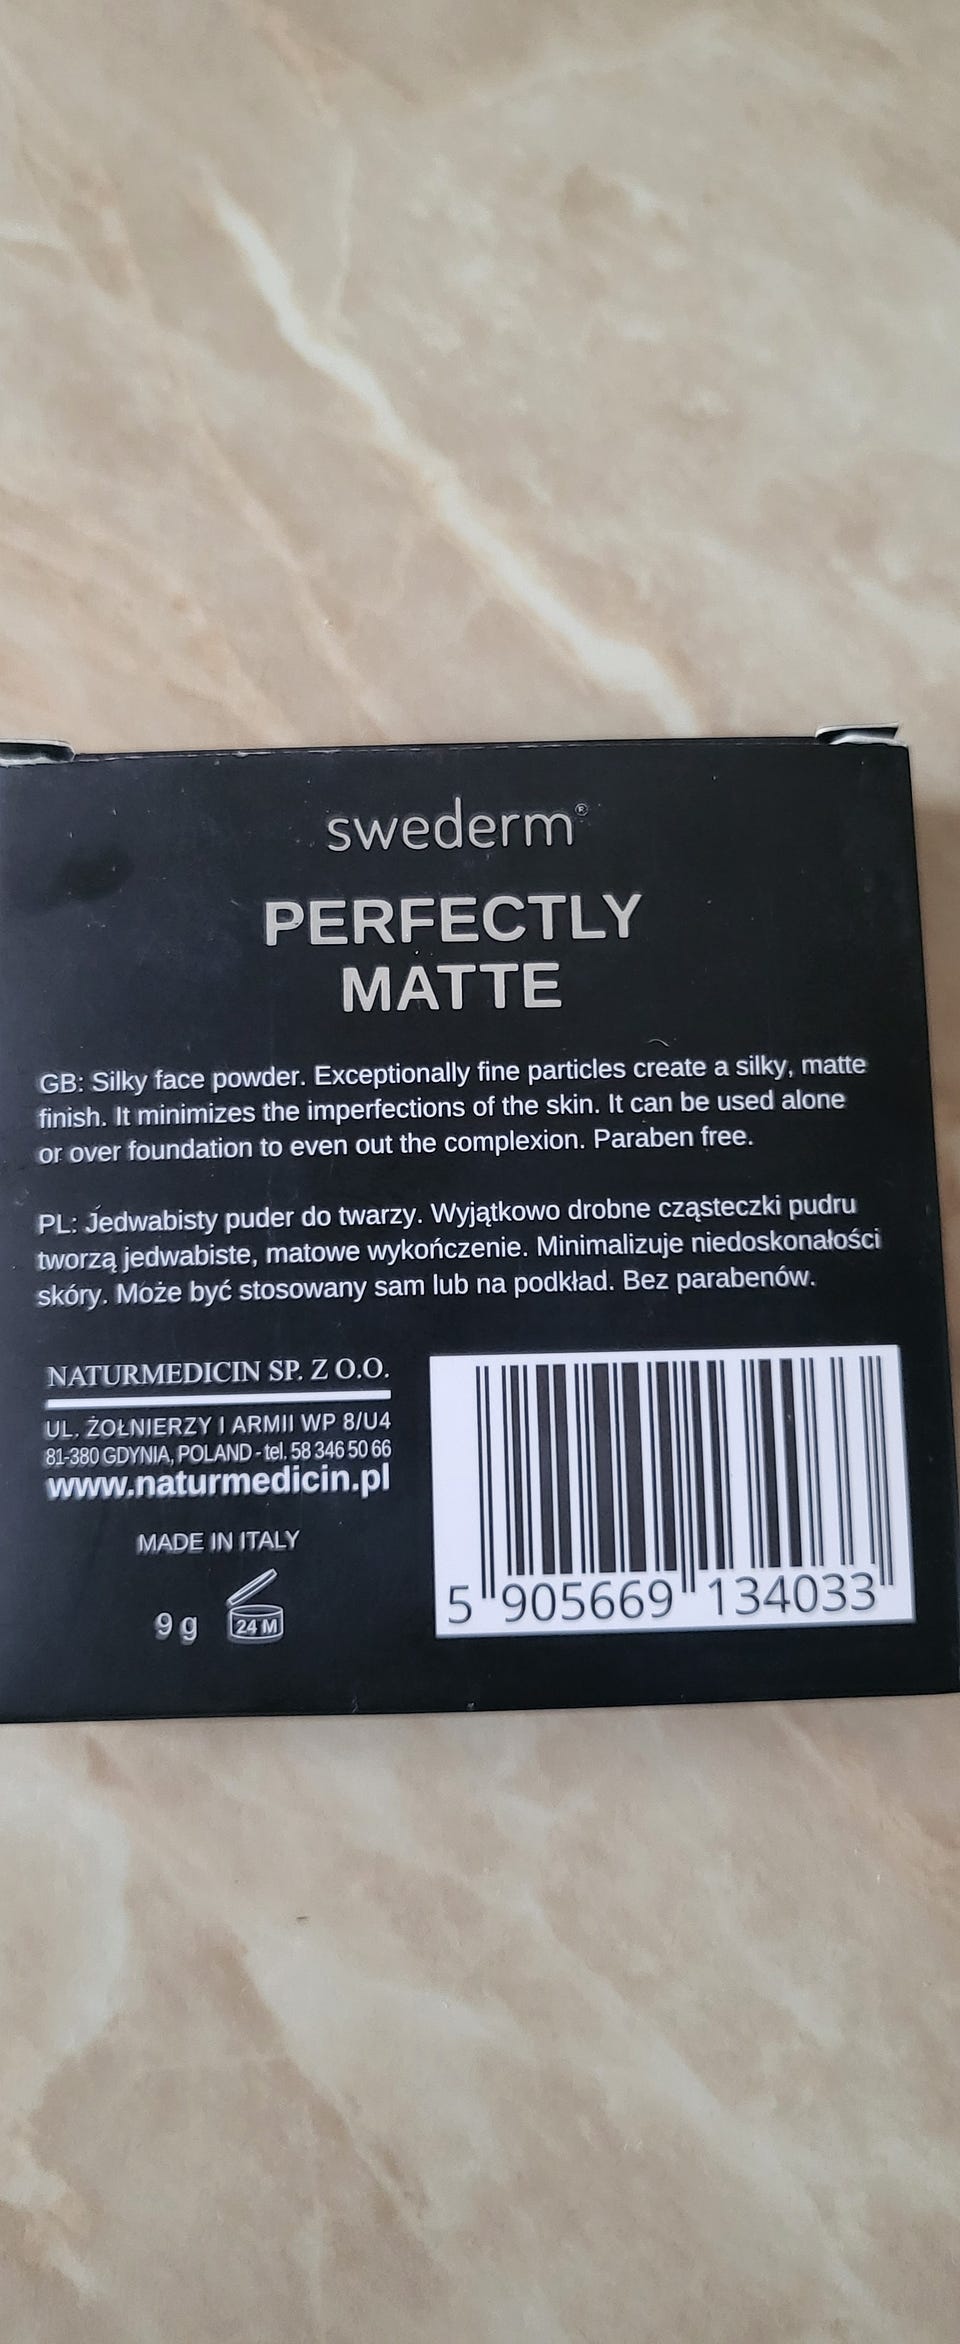 swederm®
PERFECTLY
MATTE
GB: Silky face powder. Exceptionally fine particles create a silky, matte
finish. It minimizes the imperfections of the skin. It can be used alone
or over foundation to even out the complexion. Paraben free.
PL: Jedwabisty puder do twarzy. Wyjątkowo drobne cząsteczki pudru
tworzą jedwabiste, matowe wykończenie. Minimalizuje niedoskonałości
skóry. Może być stosowany sam lub na podkład. Bez parabenów.
NATURMEDICIN SP. Z O.O.
UL. ŻOŁNIERZY I ARMII WP 8/U4
81-380 GDYNIA, POLAND - tel. 58 346 50 66
www.naturmedicin.pl
MADE IN ITALY
9 g 24 M
5 905669 134033